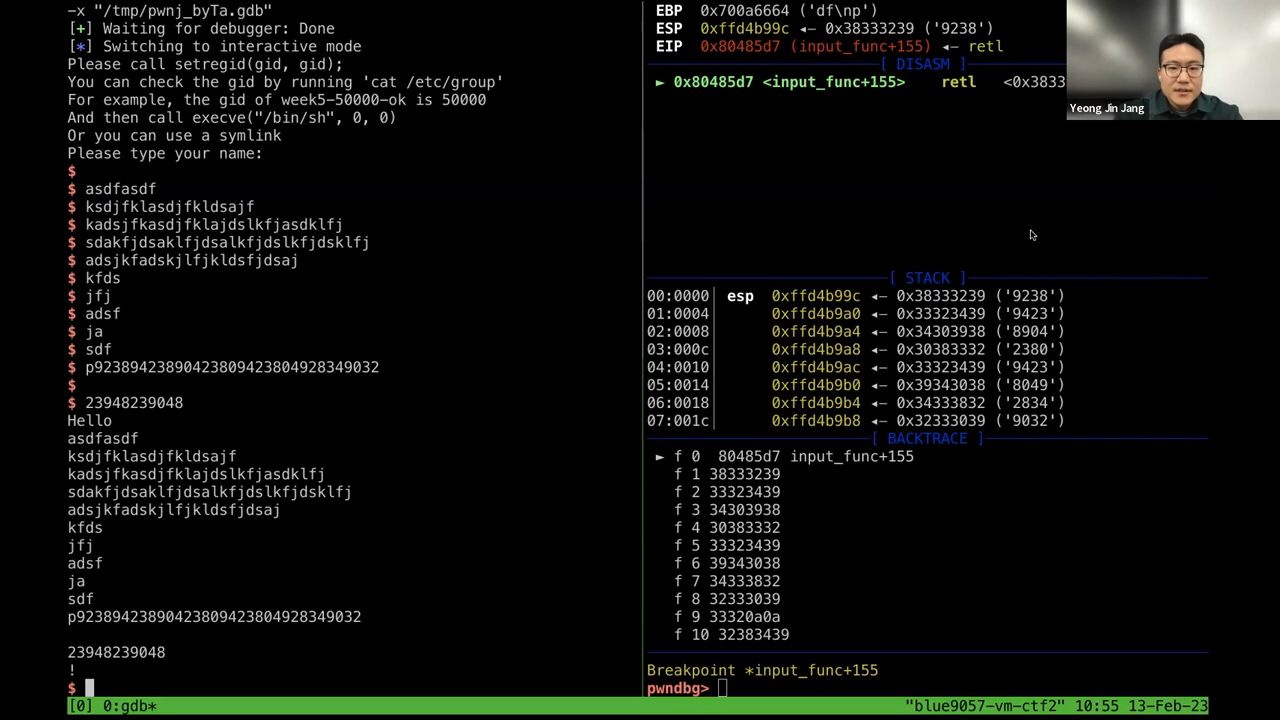 -x "/tmp/pwnj_byTa.gdb"
[+] Waiting for debugger: Done
[*] Switching to interactive mode
Please call setregid(gid, gid);
You can check the gid by running 'cat /etc/group'
For example, the gid of week5-50000-ok is 50000
And then call execve("/bin/sh", 0, 0)
Or you can use a symlink
Please type your name:
$
$ asdfasdf
$ ksdjfklasdjfkldsajf
$ kadsjfkasdjfklajdslkfjasdklfj
$ sdakfjdsaklfjdsalkfjdslkfjdsklfj
$ adsjkfadskjlfjkldsfjdsaj
$ kfds
$ jfj
$ adsf
$ ja
$ sdf
$ p92389423890423809423804928349032
$
$ 23948239048
Hello
asdfasdf
ksdjfklasdjfkldsajf
kadsjfkasdjfklajdslkfjasdklfj
sdakfjdsaklfjdsalkfjdslkfjdsklfj
adsjkfadskjlfjkldsfjdsaj
kfds
jfj
adsf
ja
sdf
p92389423890423809423804928349032
23948239048
!
$
EBP 0x700a6664 ('df\np')
ESP 0xffd4b99c ◂— 0x38333239 ('9238')
EIP 0x80485d7 (input_func+155) ◂— retl
[ DISASM ]
► 0x80485d7 <input_func+155> retl <0x3833
[ STACK ]
00:0000│ esp 0xffd4b99c ◂— 0x38333239 ('9238')
01:0004│ 0xffd4b9a0 ◂— 0x33323439 ('9423')
02:0008│ 0xffd4b9a4 ◂— 0x34303938 ('8904')
03:000c│ 0xffd4b9a8 ◂— 0x30383332 ('2380')
04:0010│ 0xffd4b9ac ◂— 0x33323439 ('9423')
05:0014│ 0xffd4b9b0 ◂— 0x39343038 ('8049')
06:0018│ 0xffd4b9b4 ◂— 0x34333832 ('2834')
07:001c│ 0xffd4b9b8 ◂— 0x32333039 ('9032')
[ BACKTRACE ]
► f 0 80485d7 input_func+155
f 1 38333239
f 2 33323439
f 3 34303938
f 4 30383332
f 5 33323439
f 6 39343038
f 7 34333832
f 8 32333039
f 9 33320a0a
f 10 32383439
Breakpoint *input_func+155
pwndbg>
Yeong Jin Jang
[0] 0:gdb* "blue9057-vm-ctf2" 10:55 13-Feb-23